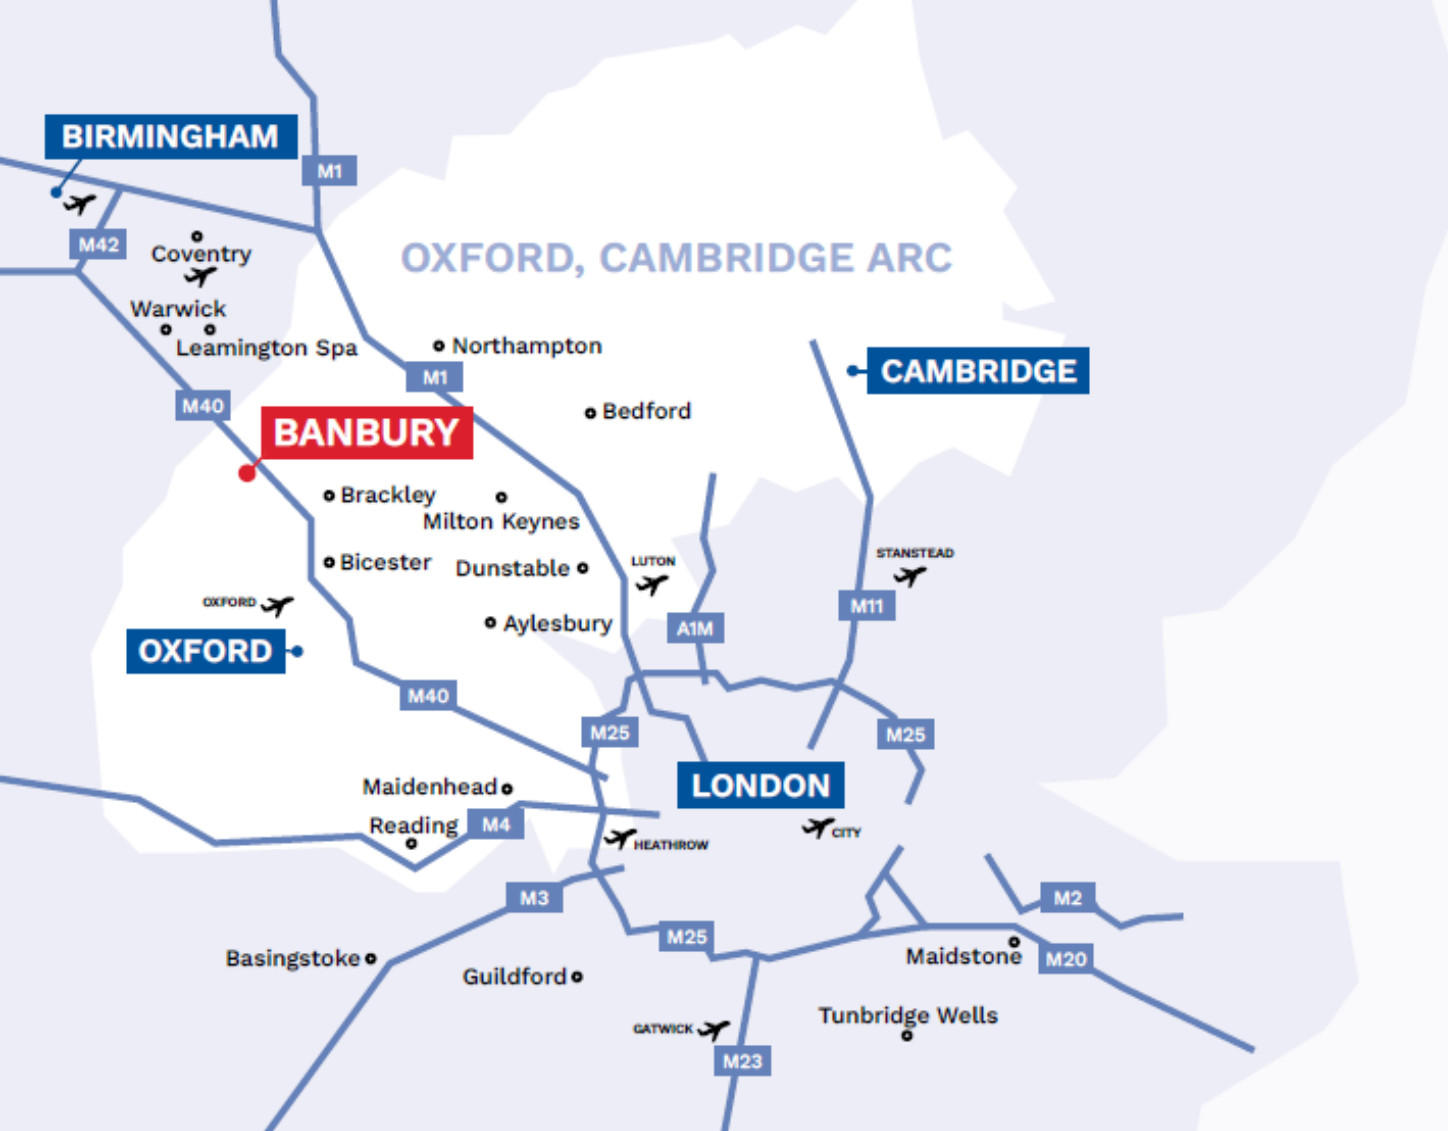 BIRMINGHAM
M1
M42
Coventry
OXFORD, CAMBRIDGE ARC
Warwick
Leamington Spa
Northampton
M1
CAMBRIDGE
M40
BANBURY
Bedford
Brackley
Milton Keynes
Bicester
Dunstable
LUTON
STANSTEAD
OXFORD
M11
Aylesbury
A1M
OXFORD
M40
M25
M25
Maidenhead
LONDON
Reading
M4
HEATHROW
CITY
M3
M2
M25
Basingstoke
Maidstone
M20
Guildford
Tunbridge Wells
GATWICK
M23